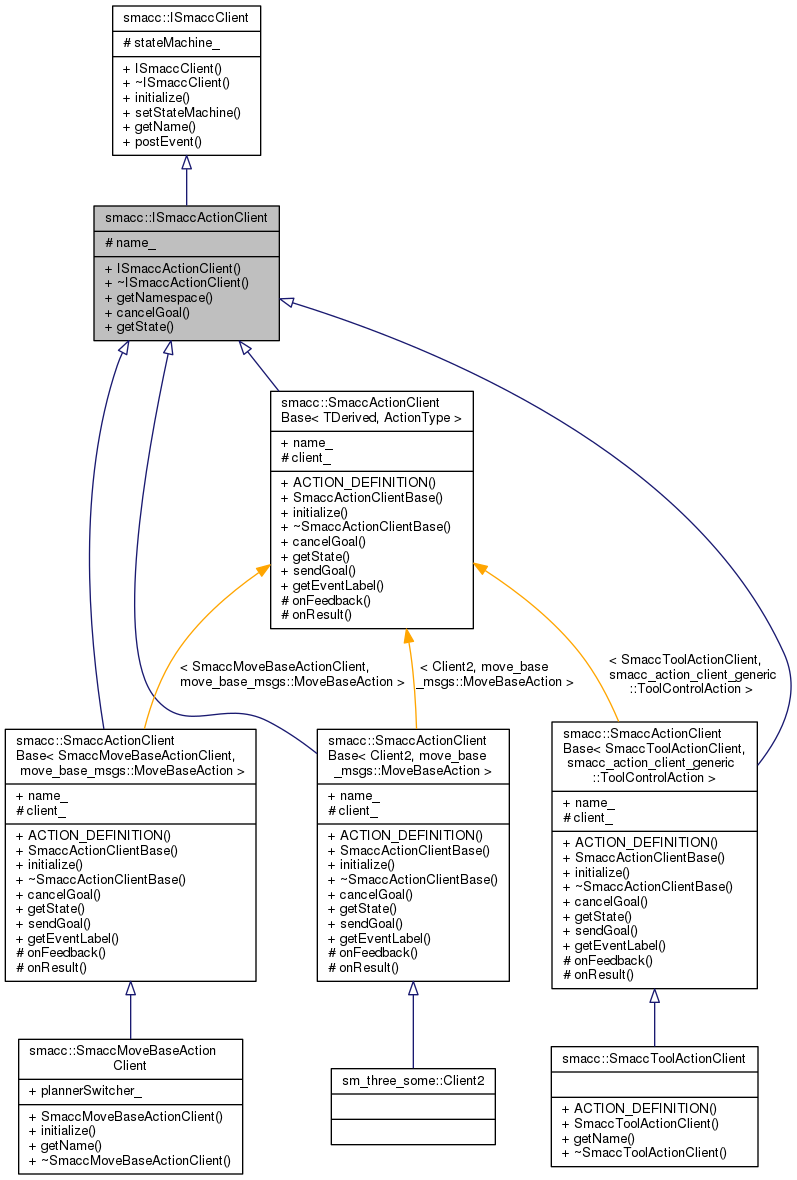 smacc::ISmaccClient
# stateMachine_
+ ISmaccClient()
+ ~ISmaccClient()
+ initialize()
+ setStateMachine()
+ getName()
+ postEvent()
smacc::ISmaccActionClient
# name_
+ ISmaccActionClient()
+ ~ISmaccActionClient()
+ getNamespace()
+ cancelGoal()
+ getState()
smacc::SmaccActionClient
Base< TDerived, ActionType >
+ name_
# client_
+ ACTION_DEFINITION()
+ SmaccActionClientBase()
+ initialize()
+ ~SmaccActionClientBase()
+ cancelGoal()
+ getState()
+ sendGoal()
+ getEventLabel()
# onFeedback()
# onResult()
< SmaccMoveBaseActionClient,
move_base_msgs::MoveBaseAction >
< Client2, move_base
_msgs::MoveBaseAction >
< SmaccToolActionClient,
smacc_action_client_generic
::ToolControlAction >
smacc::SmaccActionClient
Base< SmaccMoveBaseActionClient,
move_base_msgs::MoveBaseAction >
+ name_
# client_
+ ACTION_DEFINITION()
+ SmaccActionClientBase()
+ initialize()
+ ~SmaccActionClientBase()
+ cancelGoal()
+ getState()
+ sendGoal()
+ getEventLabel()
# onFeedback()
# onResult()
smacc::SmaccActionClient
Base< Client2, move_base
_msgs::MoveBaseAction >
+ name_
# client_
+ ACTION_DEFINITION()
+ SmaccActionClientBase()
+ initialize()
+ ~SmaccActionClientBase()
+ cancelGoal()
+ getState()
+ sendGoal()
+ getEventLabel()
# onFeedback()
# onResult()
smacc::SmaccActionClient
Base< SmaccToolActionClient,
smacc_action_client_generic
::ToolControlAction >
+ name_
# client_
+ ACTION_DEFINITION()
+ SmaccActionClientBase()
+ initialize()
+ ~SmaccActionClientBase()
+ cancelGoal()
+ getState()
+ sendGoal()
+ getEventLabel()
# onFeedback()
# onResult()
smacc::SmaccMoveBaseAction
Client
+ plannerSwitcher_
+ SmaccMoveBaseActionClient()
+ initialize()
+ getName()
+ ~SmaccMoveBaseActionClient()
sm_three_some::Client2
smacc::SmaccToolActionClient
+ ACTION_DEFINITION()
+ SmaccToolActionClient()
+ getName()
+ ~SmaccToolActionClient()